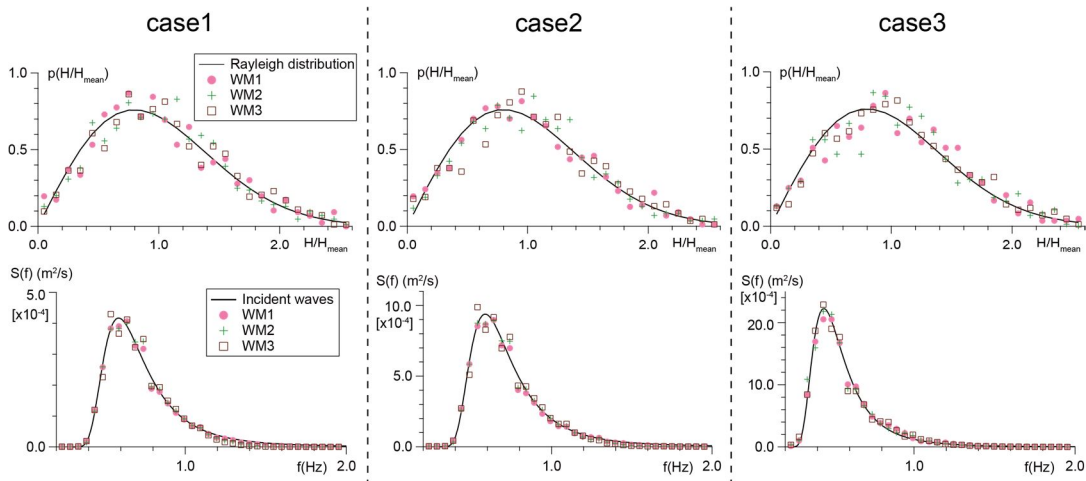 case1
case2
case3
Rayleigh distribution
WM1
WM2
WM3
1.0
p(H/Hmean)
0.5
0.0
0.0
1.0
2.0
H/Hmean
1.0
p(H/Hmean)
0.5
0.0
0.0
1.0
2.0
H/Hmean
1.0
p(H/Hmean)
0.5
0.0
0.0
1.0
2.0
H/Hmean
S(f) (m²/s)
5.0
[x10⁻⁴]
0.0
1.0
f(Hz)
2.0
Incident waves
WM1
WM2
WM3
S(f) (m²/s)
10.0
[x10⁻⁴]
5.0
0.0
1.0
f(Hz)
2.0
S(f) (m²/s)
[x10⁻⁴]
20.0
10.0
0.0
1.0
f(Hz)
2.0